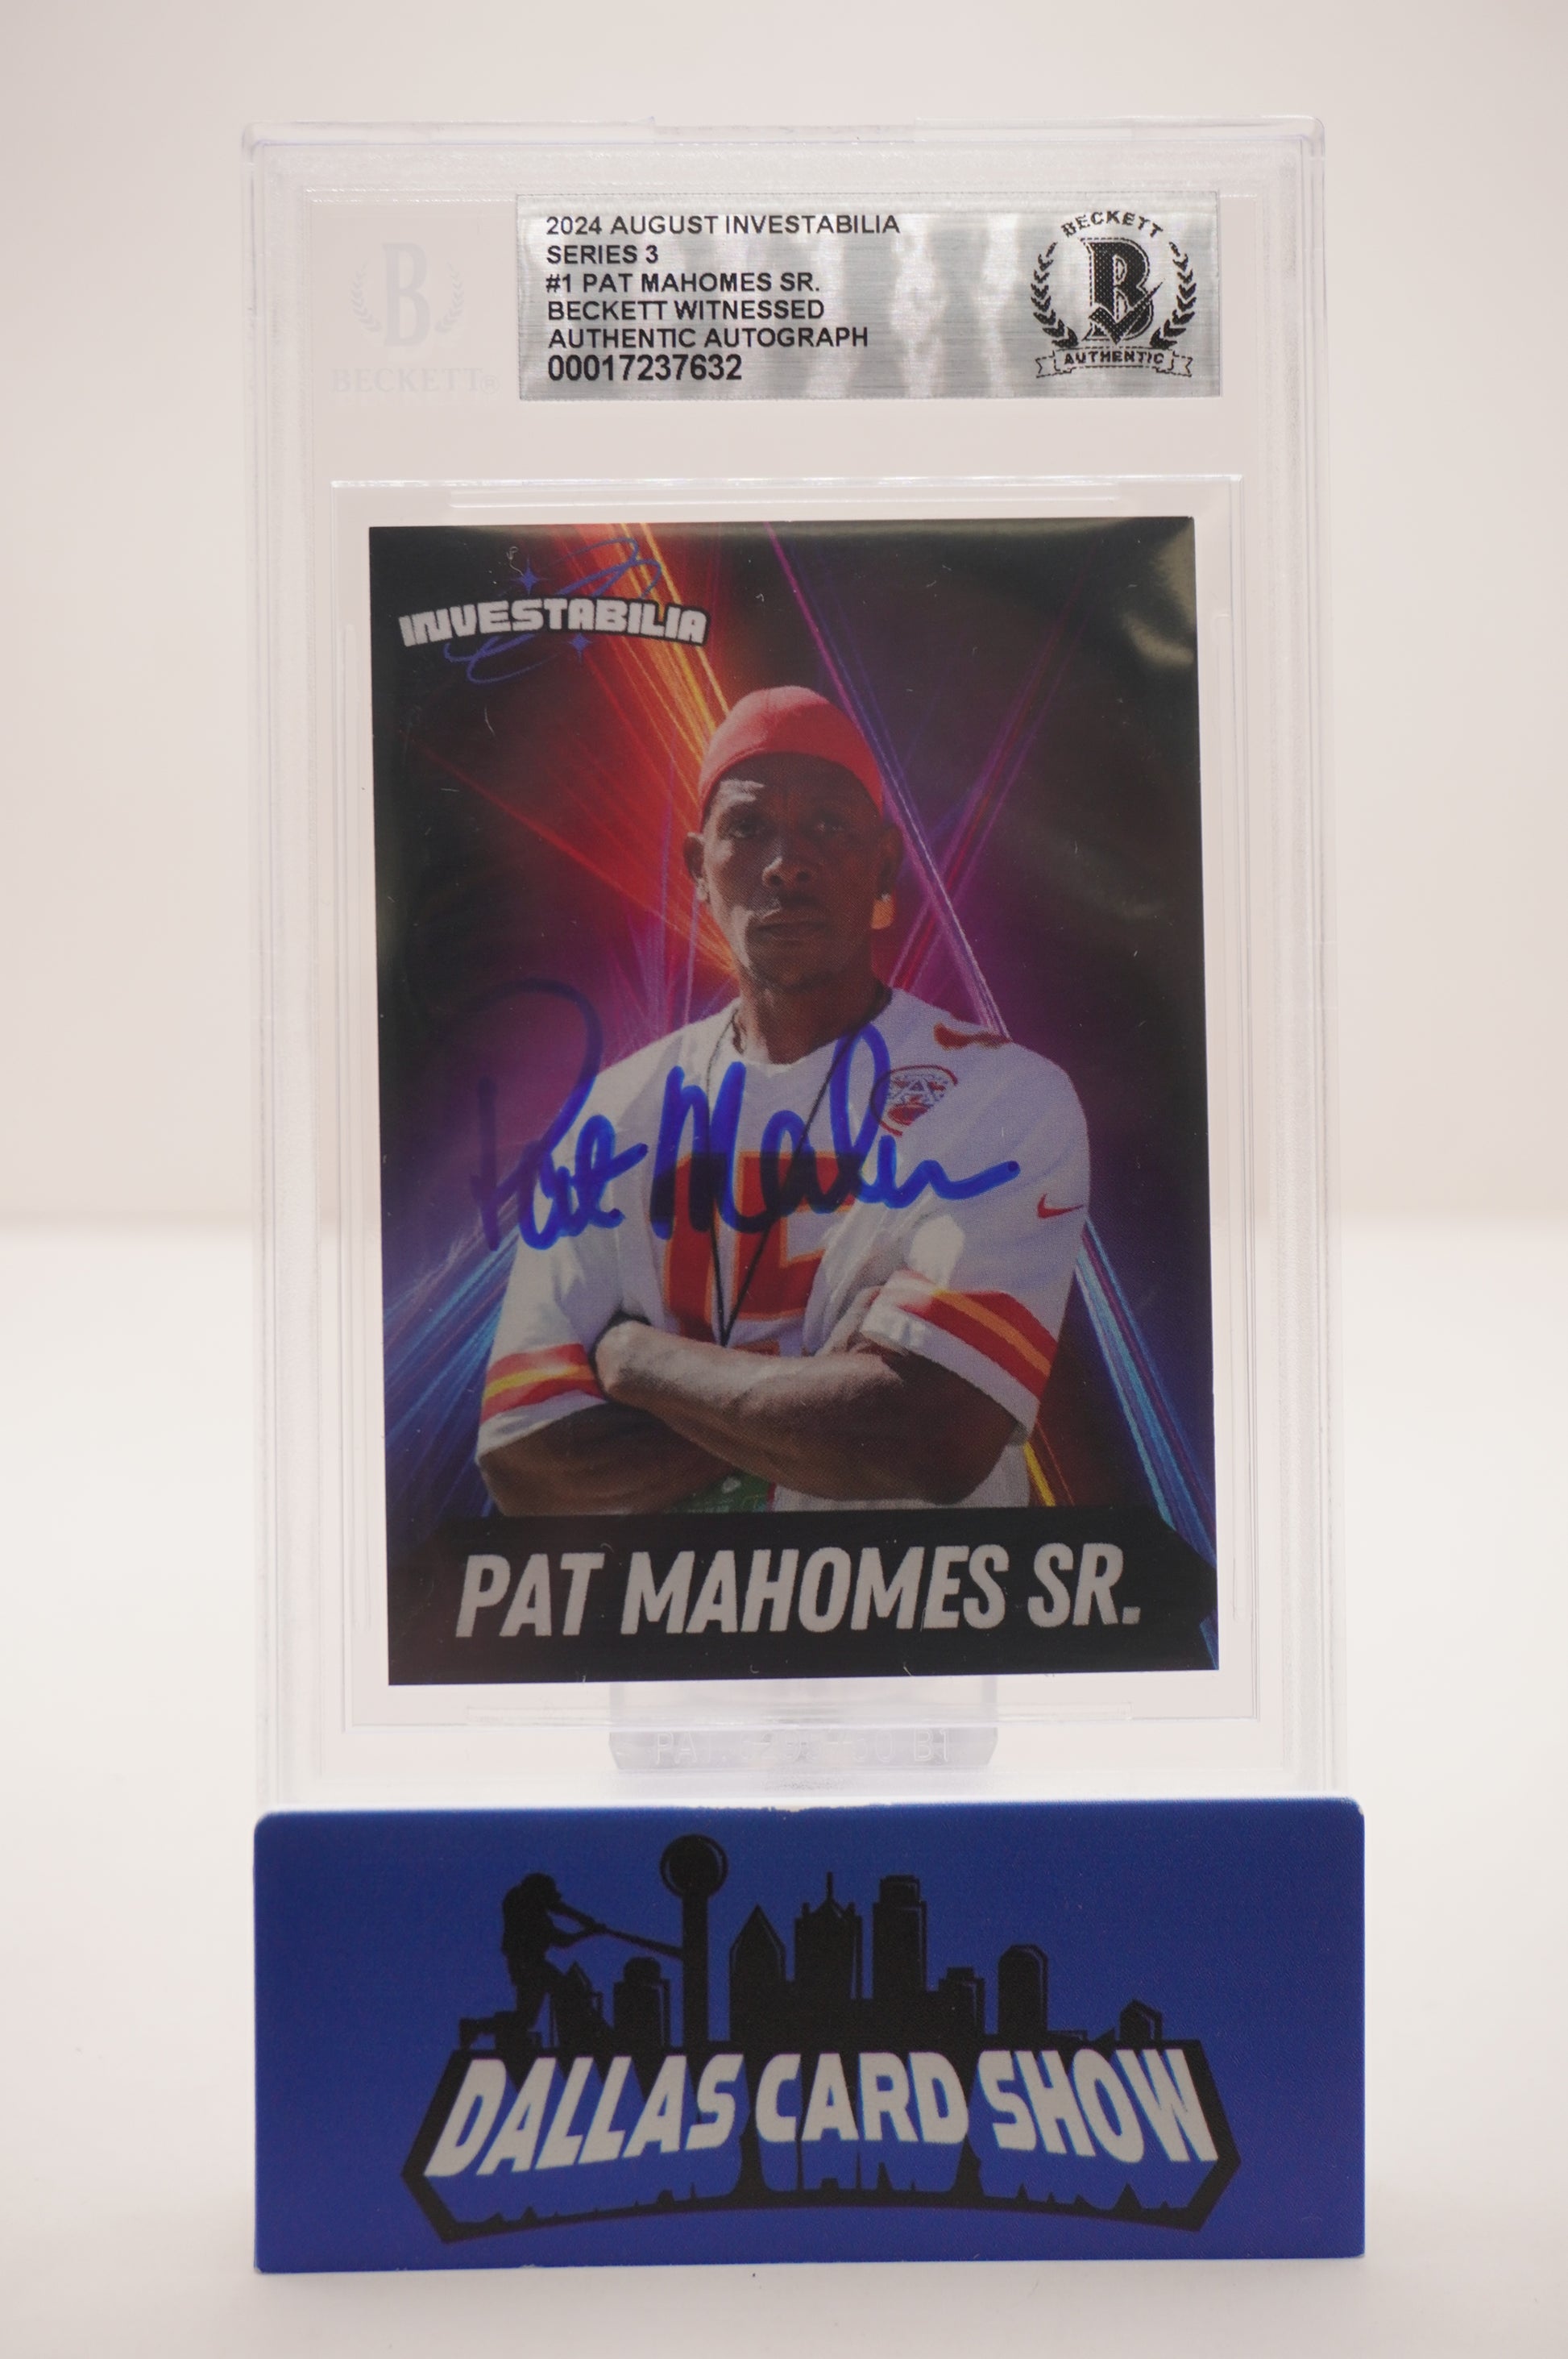 2024 AUGUST INVESTABILIA
SERIES 3
#1 PAT MAHOMES SR.
BECKETT WITNESSED
AUTHENTIC AUTOGRAPH
00017237632
BECKETT
B
AUTHENTIC
B
BECKETT®
INVESTABILIA
Pat Mahomes
15
PAT MAHOMES SR.
DALLAS CARD SHOW